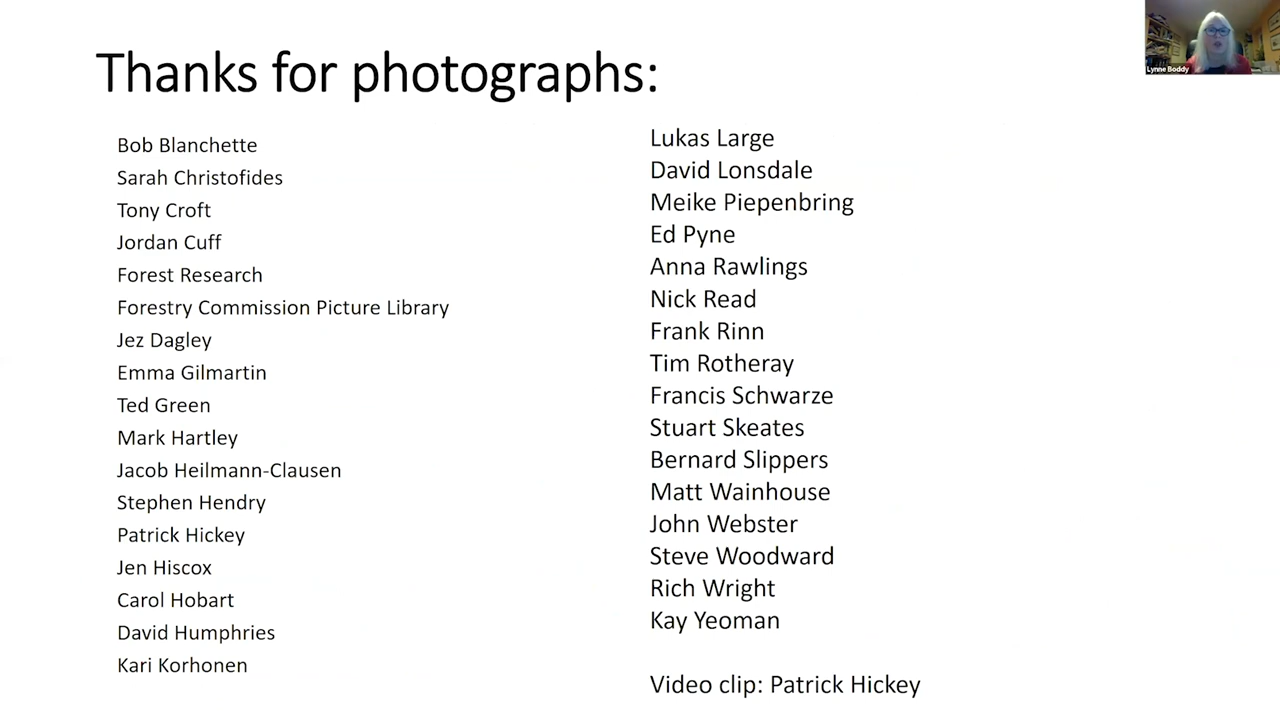 Thanks for photographs:
Bob Blanchette
Sarah Christofides
Tony Croft
Jordan Cuff
Forest Research
Forestry Commission Picture Library
Jez Dagley
Emma Gilmartin
Ted Green
Mark Hartley
Jacob Heilmann-Clausen
Stephen Hendry
Patrick Hickey
Jen Hiscox
Carol Hobart
David Humphries
Kari Korhonen
Lukas Large
David Lonsdale
Meike Piepenbring
Ed Pyne
Anna Rawlings
Nick Read
Frank Rinn
Tim Rotheray
Francis Schwarze
Stuart Skeates
Bernard Slippers
Matt Wainhouse
John Webster
Steve Woodward
Rich Wright
Kay Yeoman
Video clip: Patrick Hickey
Lynne Boddy